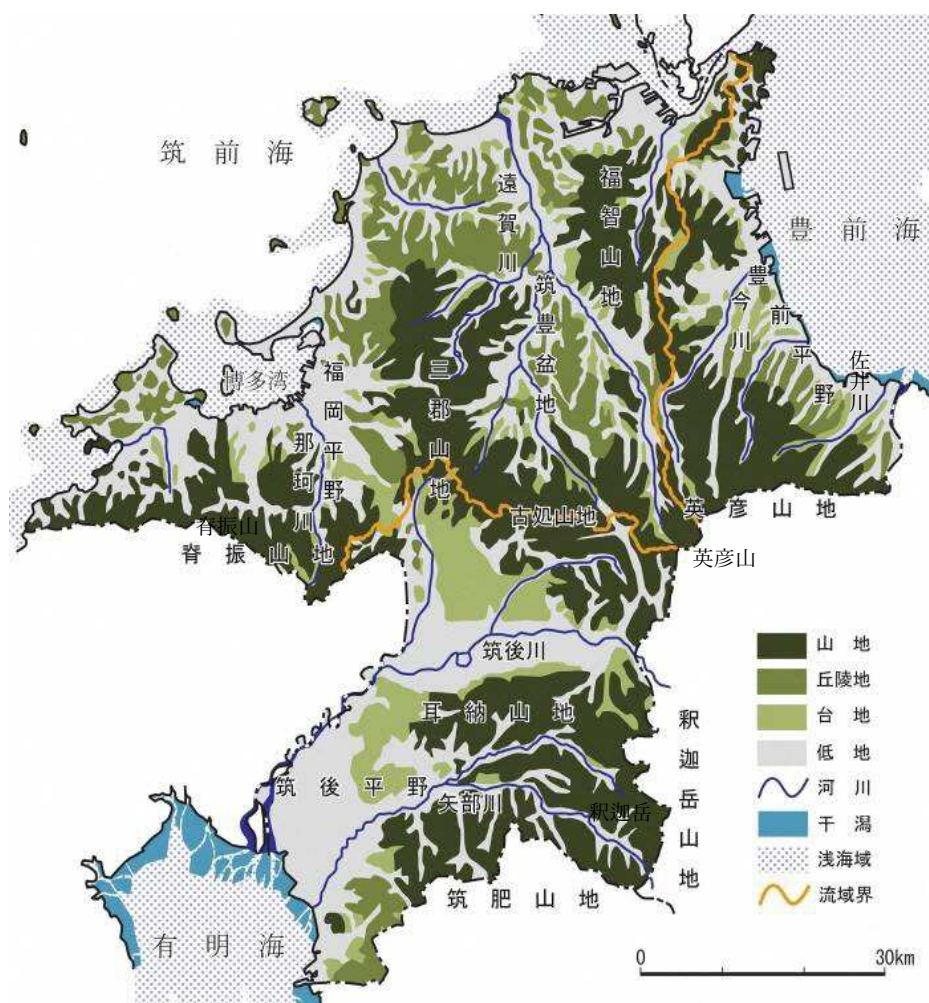 筑前海
豊前海
遠賀川
福智山地
筑豊盆地
今川
豊前平野
佐井川
博多湾
福岡平野
那珂川
三郡山地
脊振山
脊振山地
古処山地
英彦山地
英彦山
筑後川
耳納山地
筑後平野
矢部川
釈迦岳
釈迦岳山地
筑肥山地
有明海
山地
丘陵地
台地
低地
河川
干潟
浅海域
流域界
0 30km